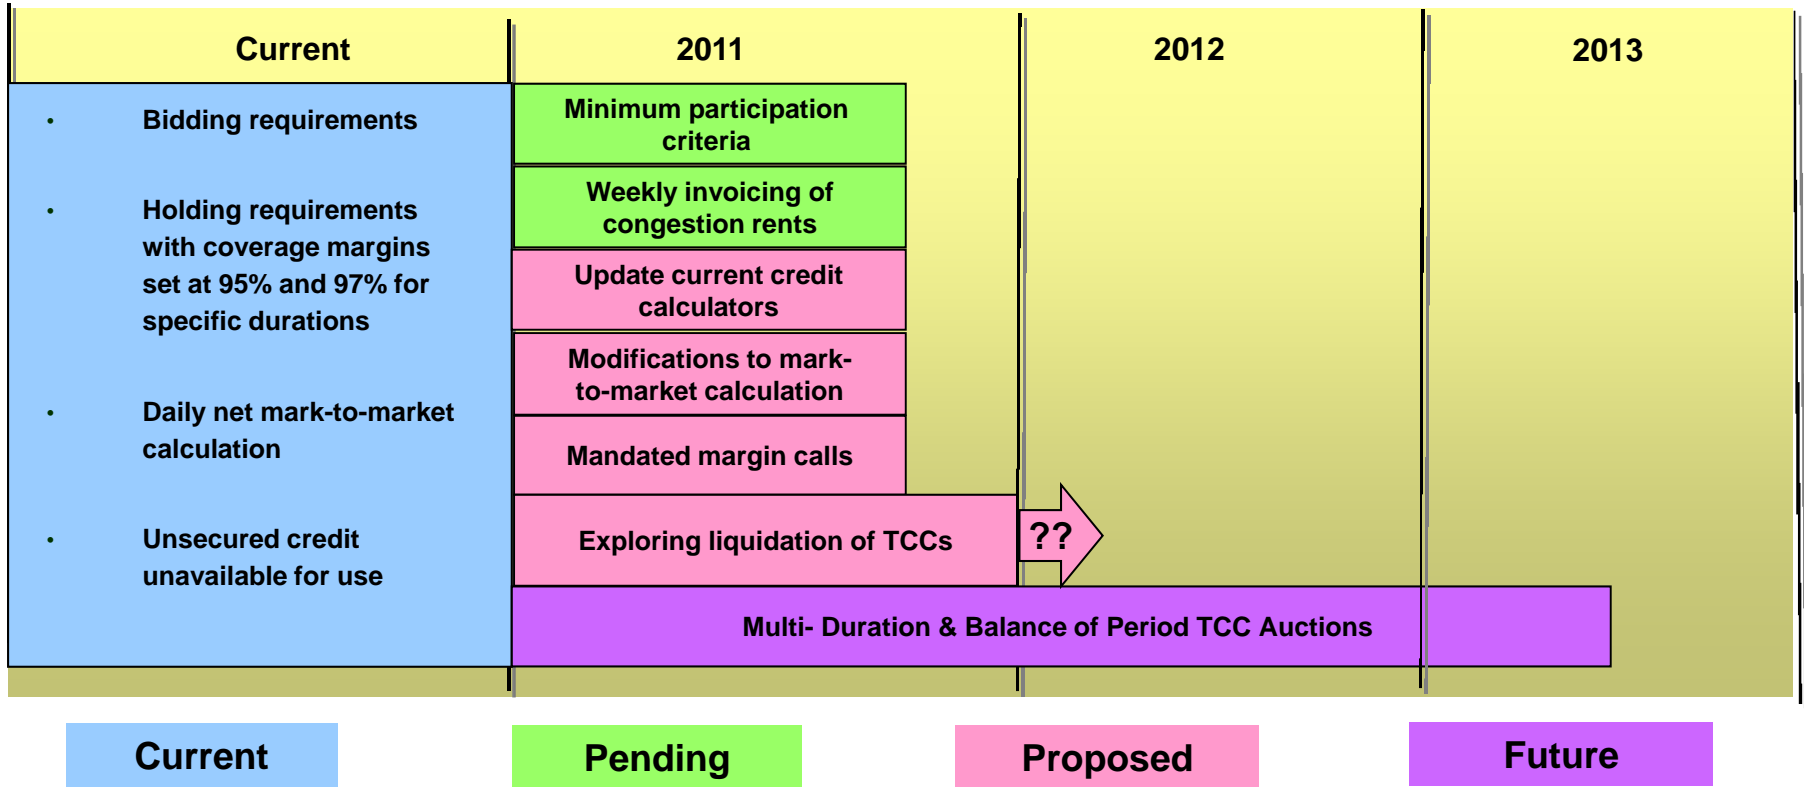 Current
2011
2012
2013
• Bidding requirements
• Holding requirements
with coverage margins
set at 95% and 97% for
specific durations
• Daily net mark-to-market
calculation
• Unsecured credit
unavailable for use
Minimum participation
criteria
Weekly invoicing of
congestion rents
Update current credit
calculators
Modifications to mark-
to-market calculation
Mandated margin calls
Exploring liquidation of TCCs
??
Multi- Duration & Balance of Period TCC Auctions
Current
Pending
Proposed
Future